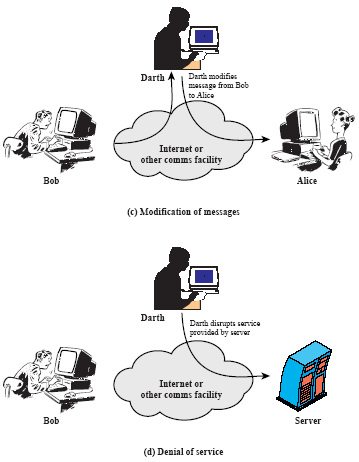 Darth
Darth modifies
message from Bob
to Alice
Internet or
other comms facility
Bob
Alice
(c) Modification of messages
Darth
Darth disrupts service
provided by server
Internet or
other comms facility
Bob
Server
(d) Denial of service